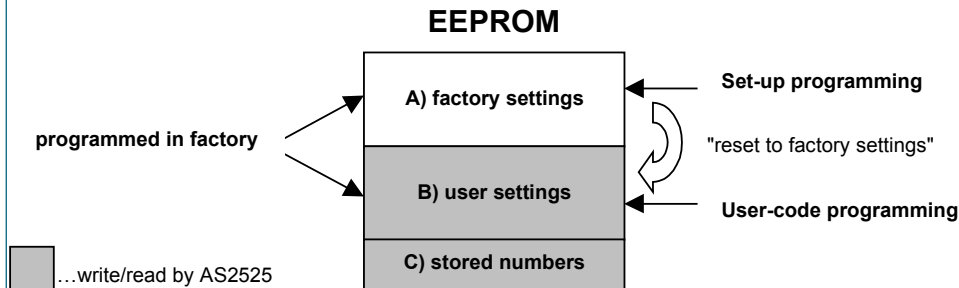 EEPROM
A) factory settings
Set-up programming
programmed in factory
"reset to factory settings"
B) user settings
User-code programming
C) stored numbers
…write/read by AS2525